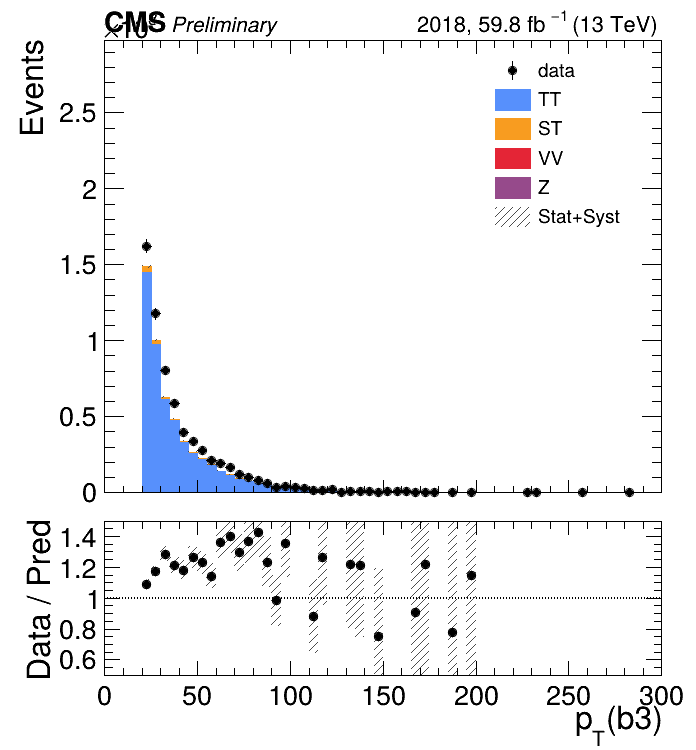 CMS Preliminary 2018, 59.8 fb⁻¹ (13 TeV)
Events
2.5
2
1.5
1
0.5
0
data
TT
ST
VV
Z
Stat+Syst
Data / Pred
1.4
1.2
1
0.8
0.6
0 50 100 150 200 250 300
p_T(b3)